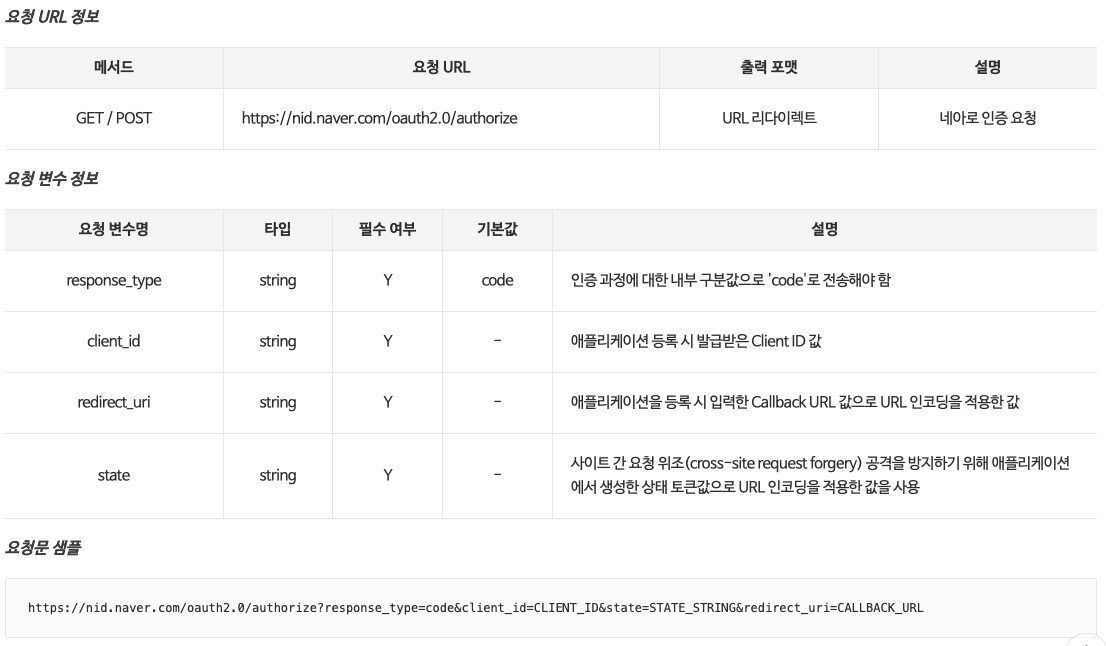 요청 URL 정보
메서드 요청 URL 출력 포맷 설명
GET / POST https://nid.naver.com/oauth2.0/authorize URL 리다이렉트 네아로 인증 요청
요청 변수 정보
요청 변수명 타입 필수 여부 기본값 설명
response_type string Y code 인증 과정에 대한 내부 구분값으로 'code'로 전송해야 함
client_id string Y - 애플리케이션 등록 시 발급받은 Client ID 값
redirect_uri string Y - 애플리케이션을 등록 시 입력한 Callback URL 값으로 URL 인코딩을 적용한 값
state string Y - 사이트 간 요청 위조(cross-site request forgery) 공격을 방지하기 위해 애플리케이션
에서 생성한 상태 토큰값으로 URL 인코딩을 적용한 값을 사용
요청문 샘플
https://nid.naver.com/oauth2.0/authorize?response_type=code&client_id=CLIENT_ID&state=STATE_STRING&redirect_uri=CALLBACK_URL